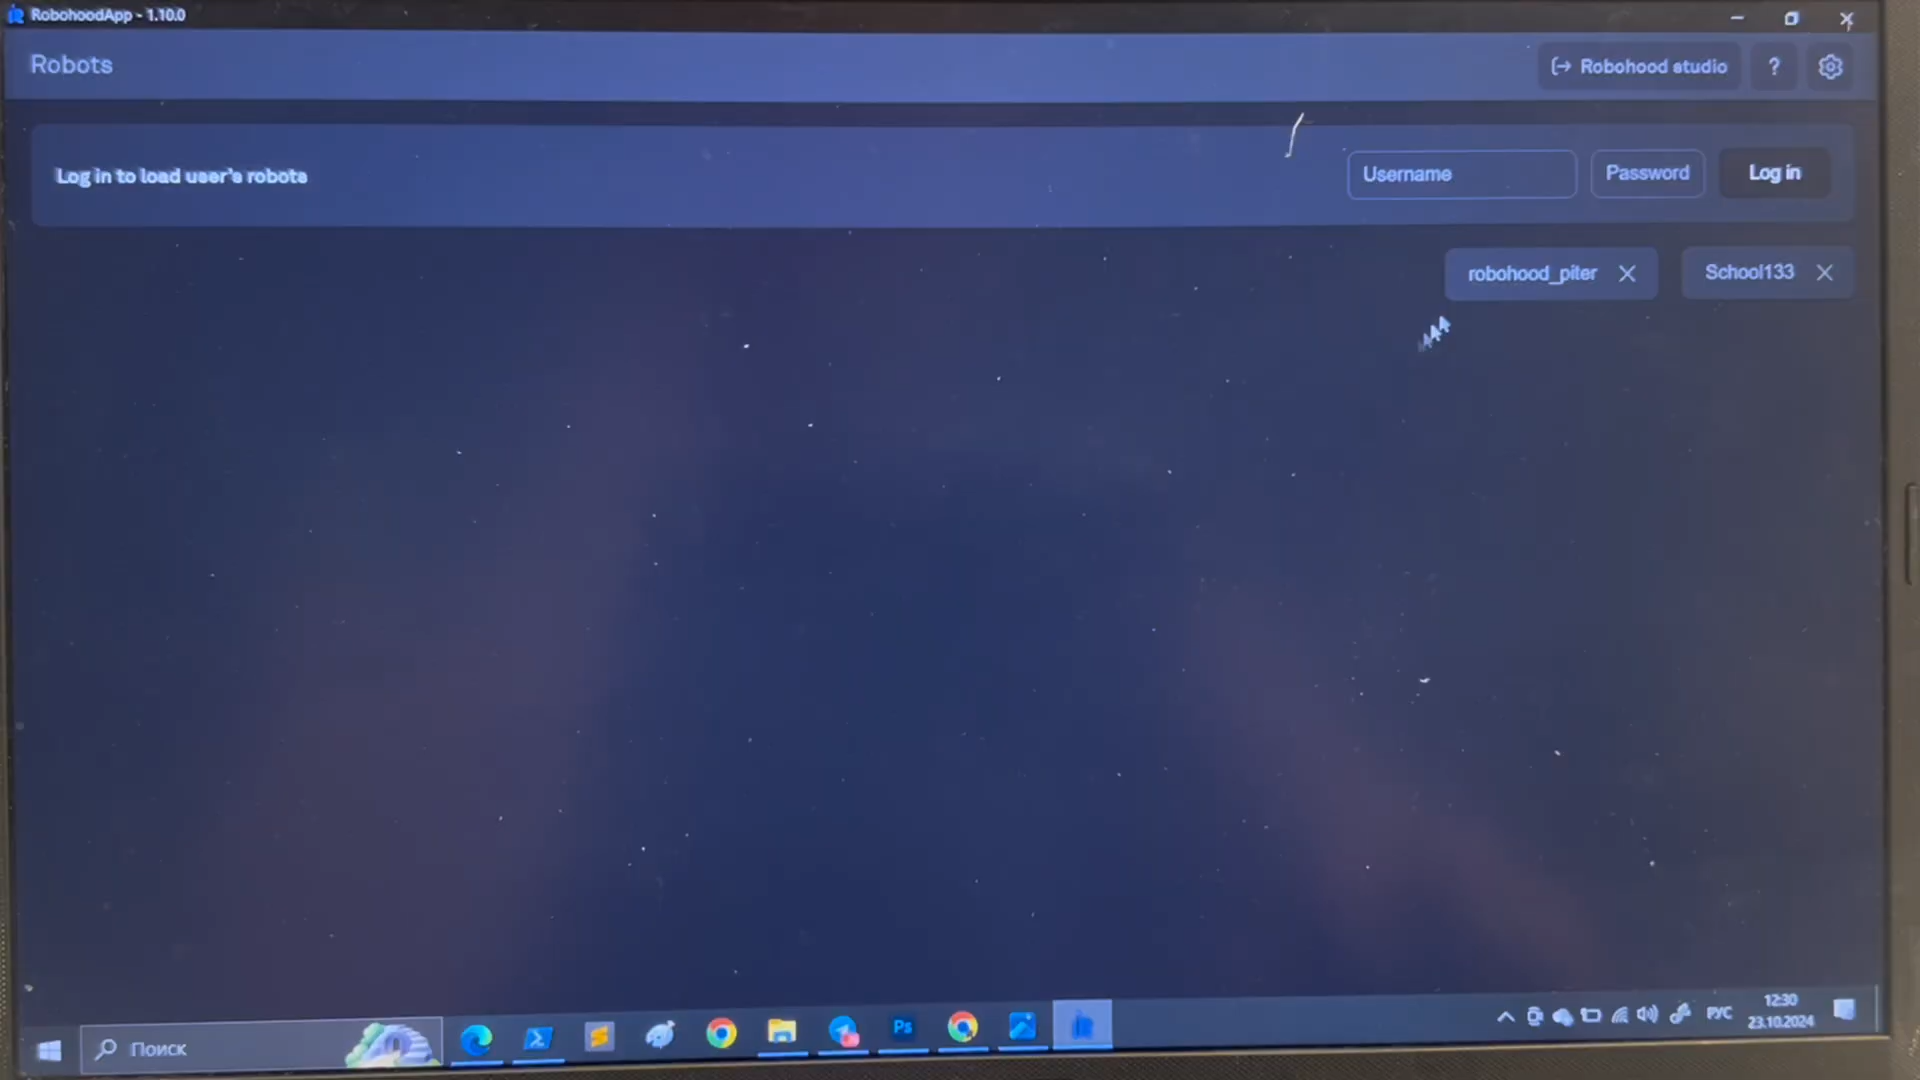 RobohoodApp - 1.10.0
Robots
Robohood studio
?
Log in to load user's robots
Username
Password
Log in
robohood_piter
School133
Поиск
Ps
РУС
12:30
23.10.2024